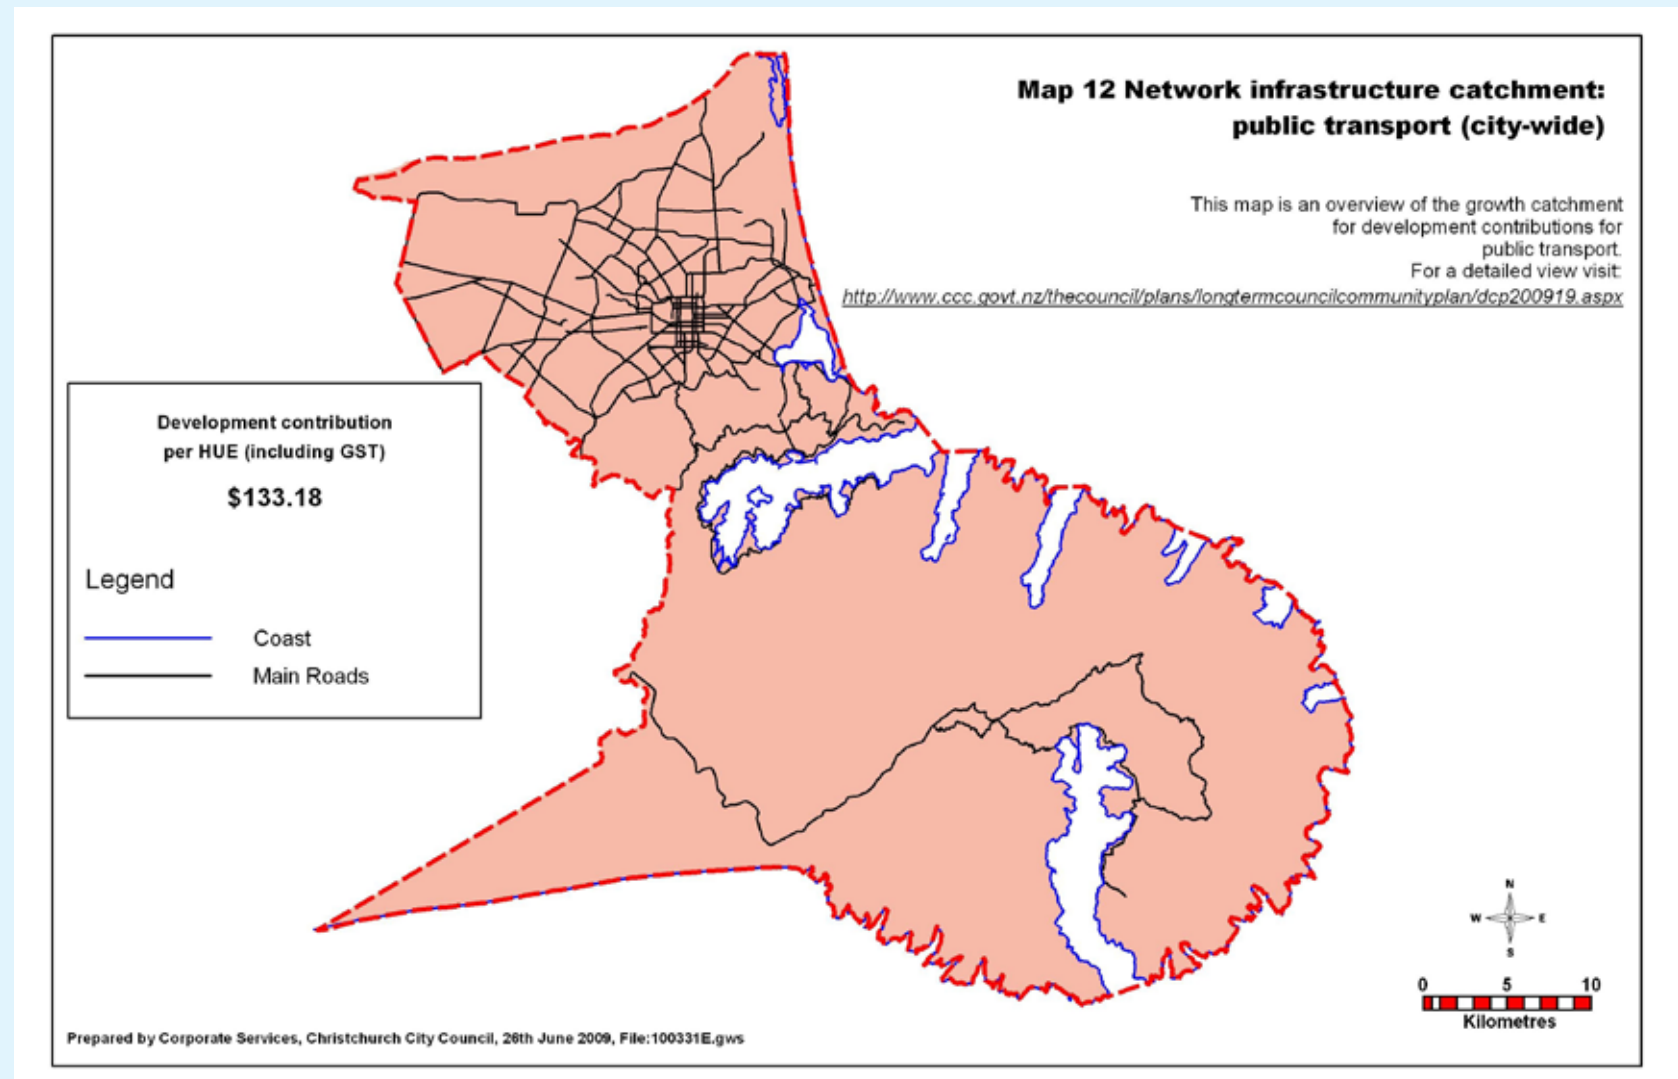 Map 12 Network infrastructure catchment:
public transport (city-wide)
This map is an overview of the growth catchment
for development contributions for
public transport.
For a detailed view visit:
http://www.ccc.govt.nz/thecouncil/plans/longtermcouncilcommunityplan/dcp200919.aspx
Development contribution
per HUE (including GST)
$133.18
Legend
Coast
Main Roads
N
W E
S
0 5 10
Kilometres
Prepared by Corporate Services, Christchurch City Council, 26th June 2009, File:100331E.gws